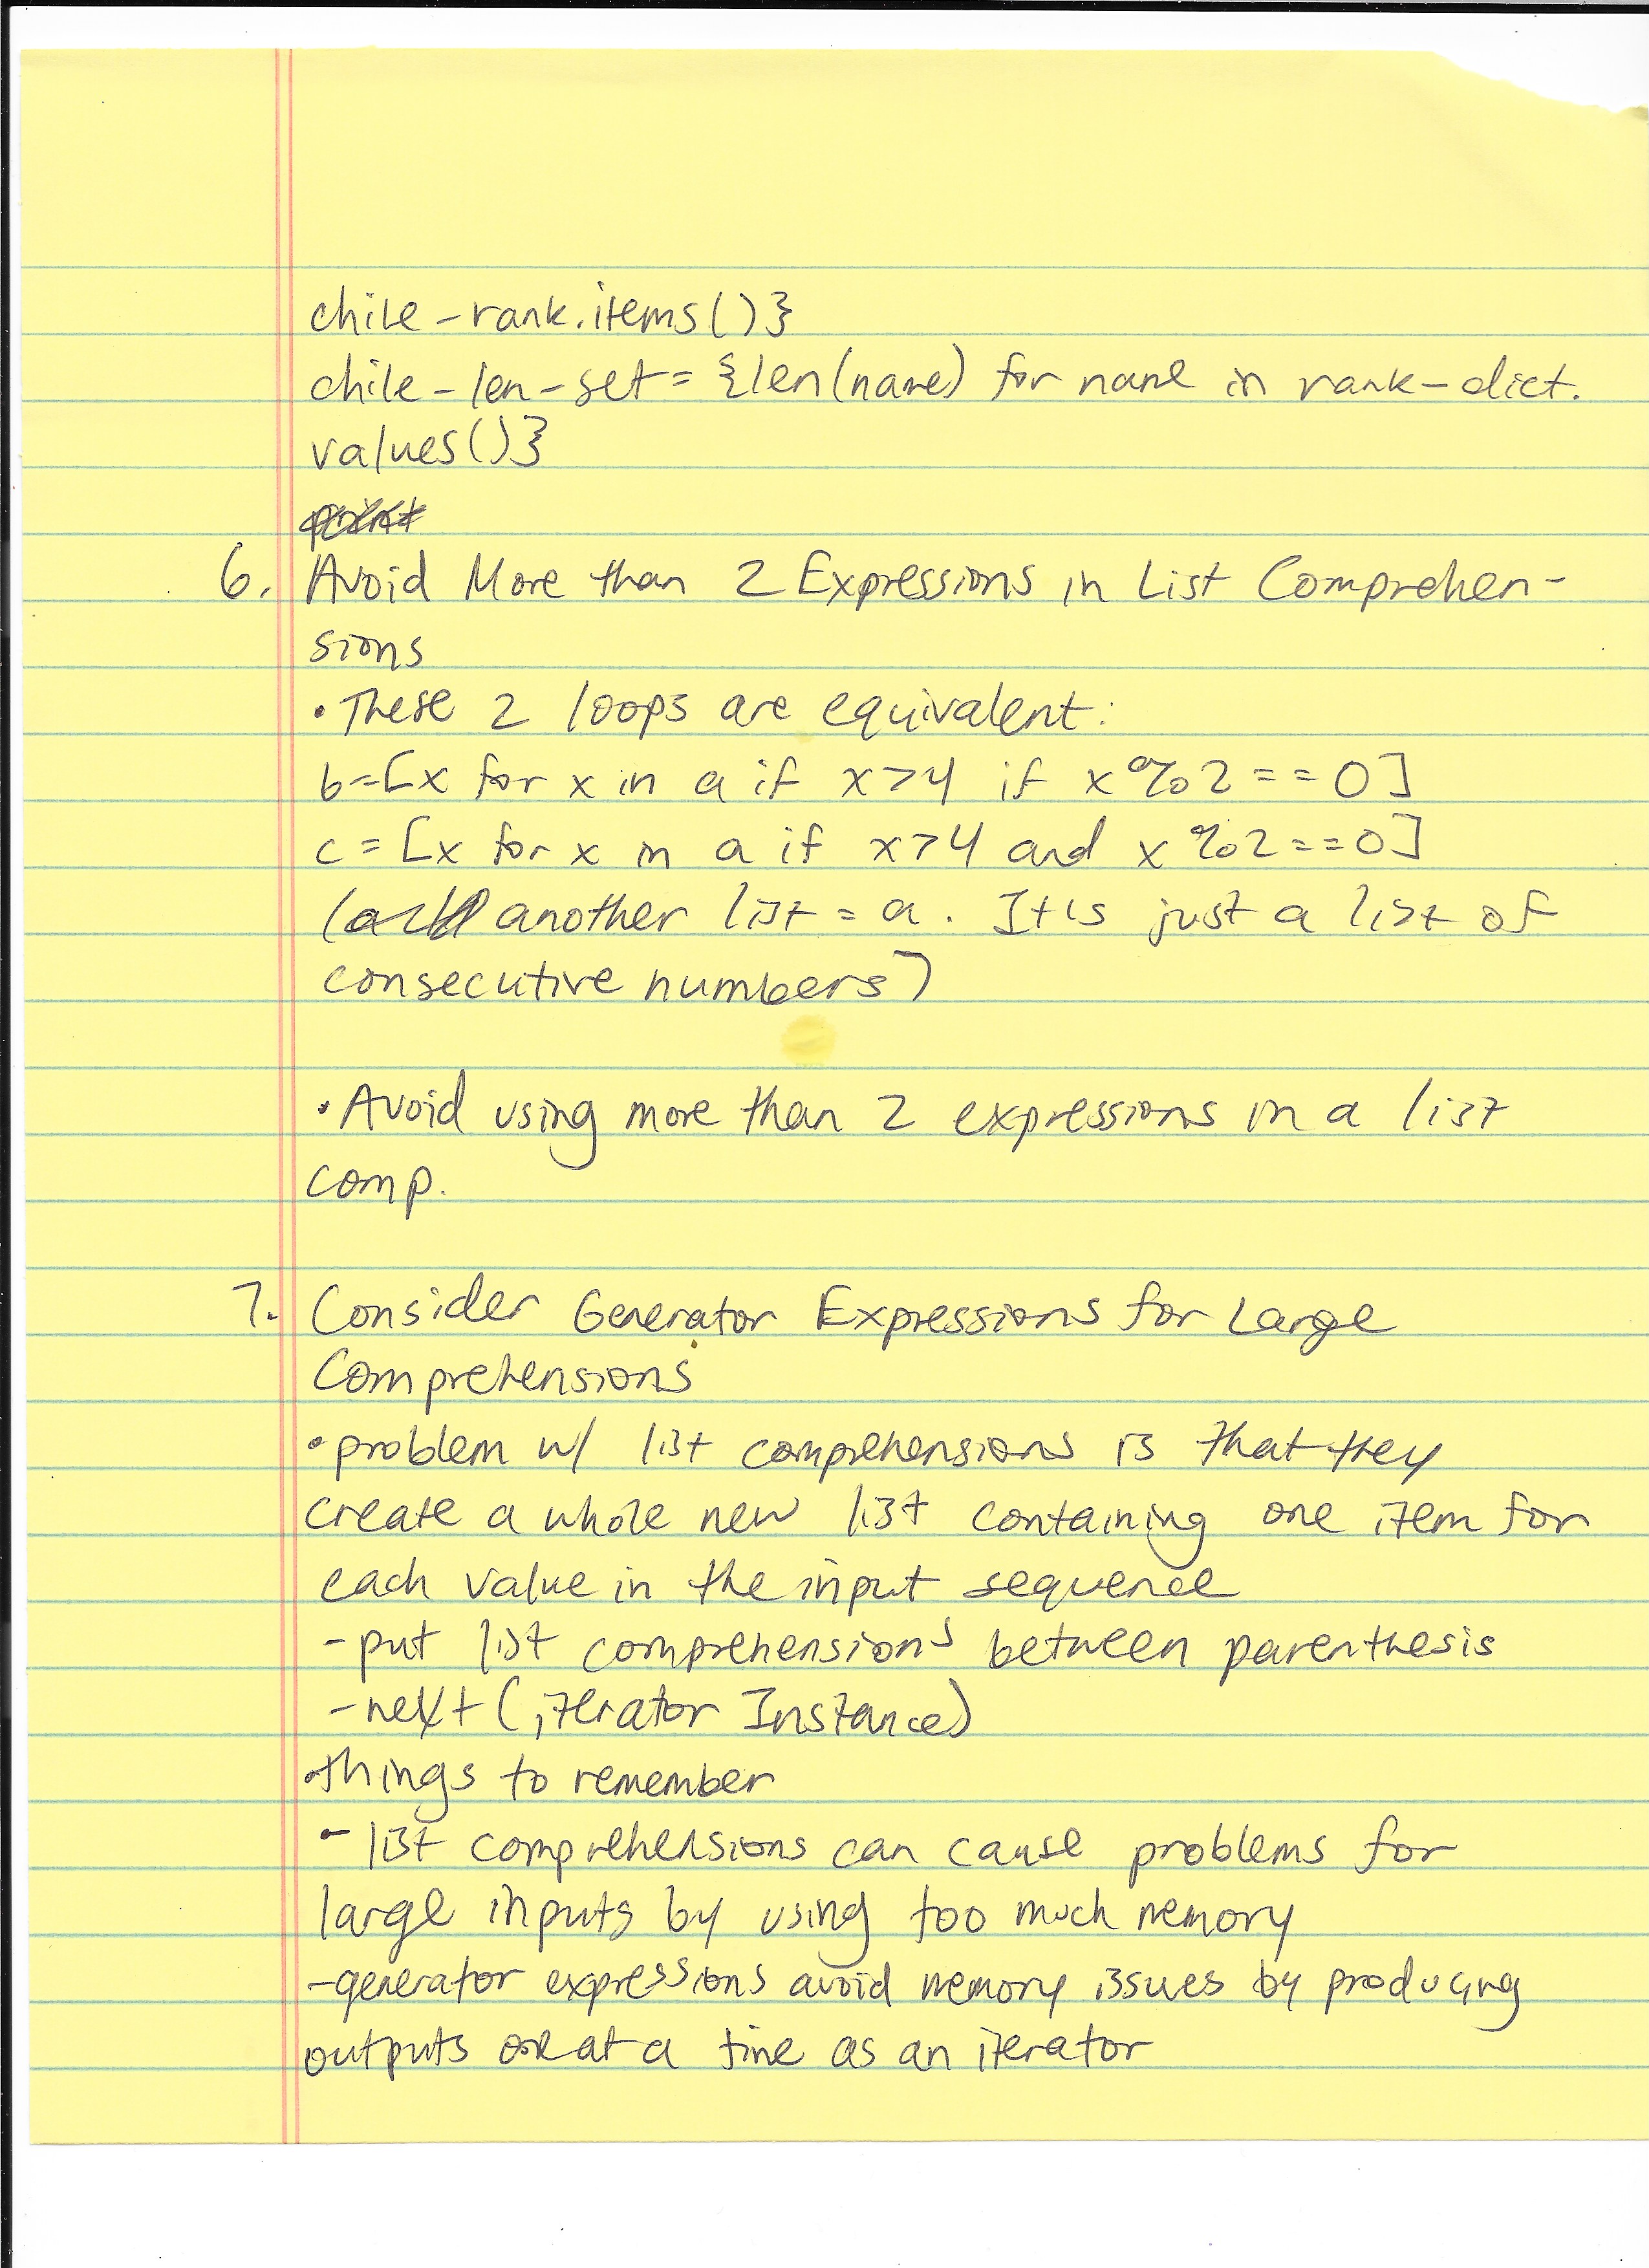 chile-rank.items()}
chile-len-set={len(name) for name in rank-dict.
values()}
print
6. Avoid More than 2 Expressions in List Comprehen-
sions
• These 2 loops are equivalent:
b=[x for x in a if x>4 if x%2==0]
c=[x for x in a if x>4 and x%2==0]
( another list = a. It is just a list of
consecutive numbers)
• Avoid using more than 2 expressions in a list
comp.
7. Consider Generator Expressions for Large
Comprehensions
• problem w/ list comprehensions is that they
create a whole new list containing one item for
each value in the input sequence
- put list comprehensions between parenthesis
- next (iterator Instance)
• things to remember
- list comprehensions can cause problems for
large inputs by using too much memory
- generator expressions avoid memory issues by producing
outputs one at a time as an iterator